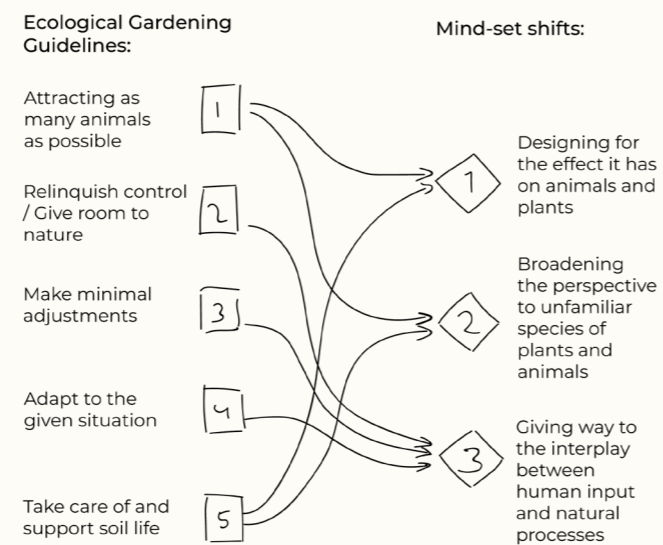 Ecological Gardening
Guidelines:
Mind-set shifts:
Attracting as
many animals
as possible
1
Relinquish control
/ Give room to
nature
2
Make minimal
adjustments
3
Adapt to the
given situation
4
Take care of and
support soil life
5
1
Designing for
the effect it has
on animals and
plants
2
Broadening
the perspective
to unfamiliar
species of
plants and
animals
3
Giving way to
the interplay
between
human input
and natural
processes